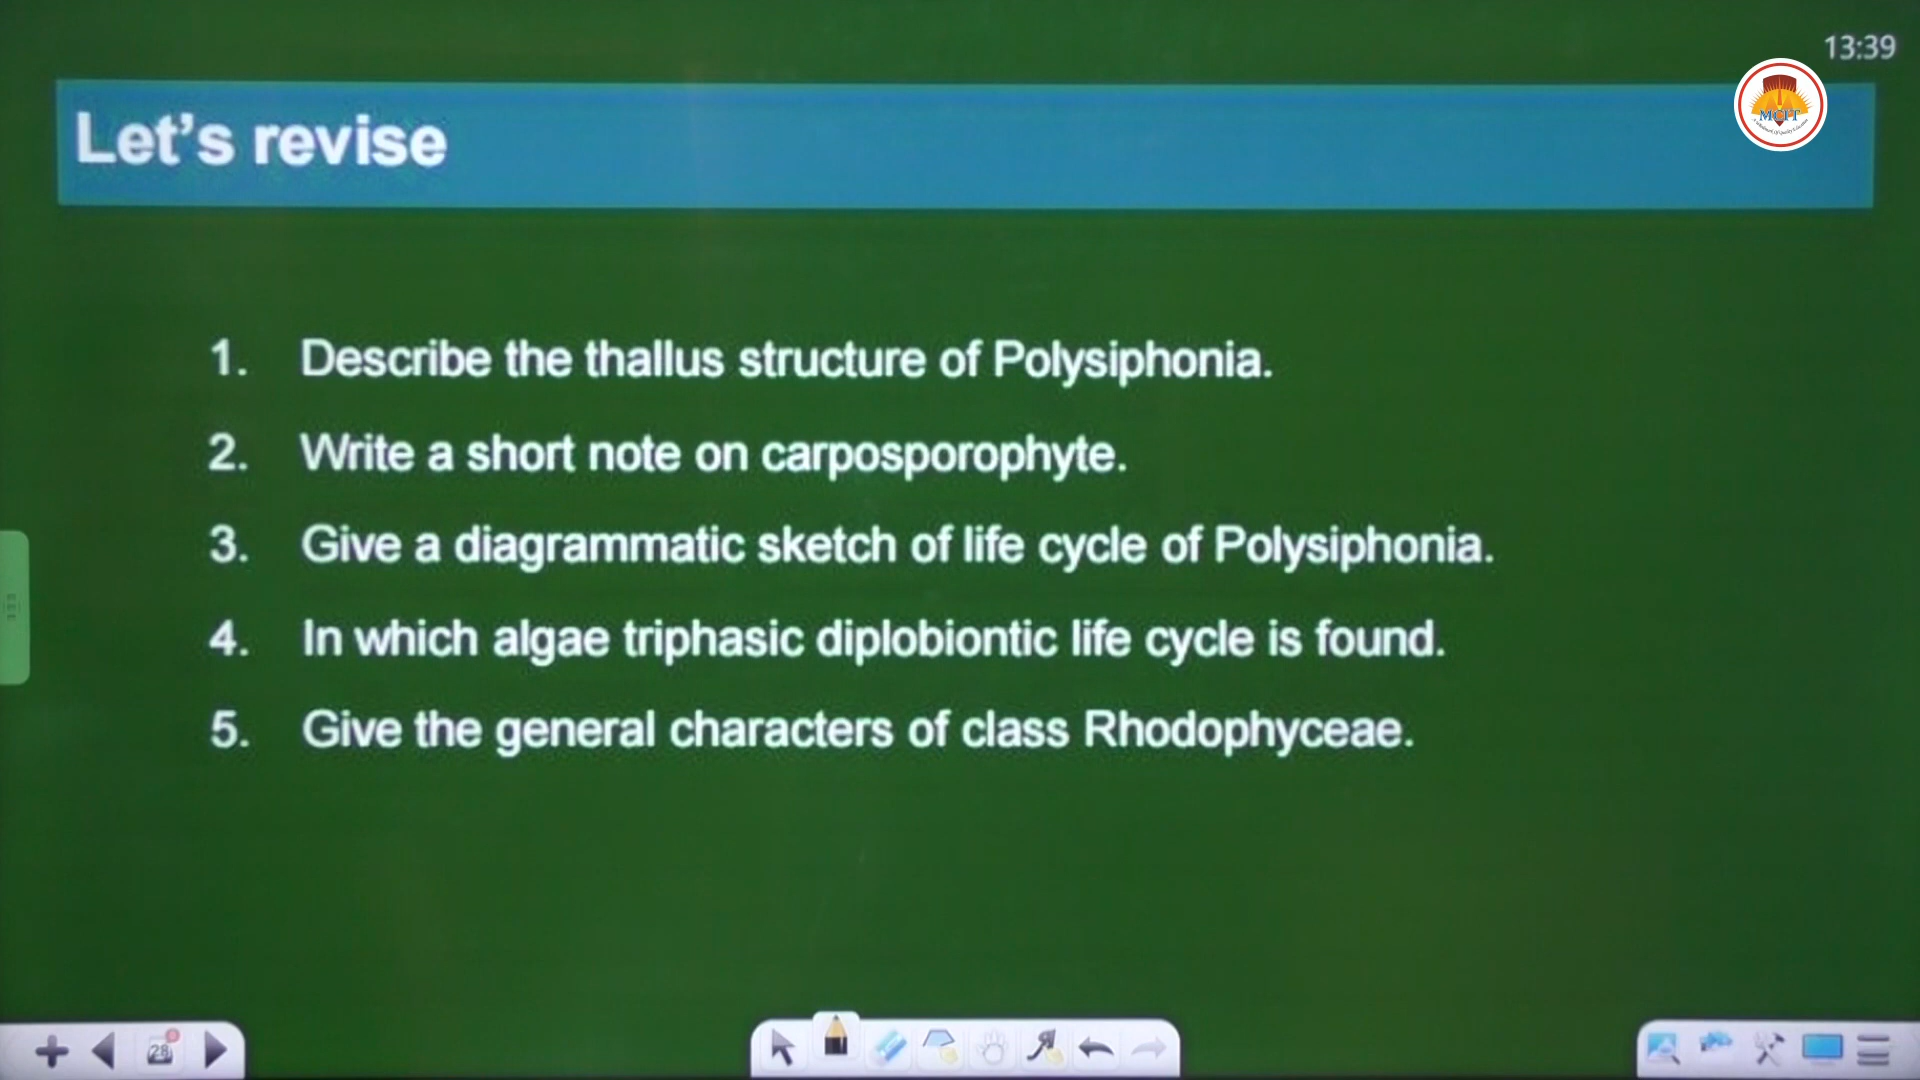 13:39
MCIT
Let's revise
1. Describe the thallus structure of Polysiphonia.
2. Write a short note on carposporophyte.
3. Give a diagrammatic sketch of life cycle of Polysiphonia.
4. In which algae triphasic diplobiontic life cycle is found.
5. Give the general characters of class Rhodophyceae.
28